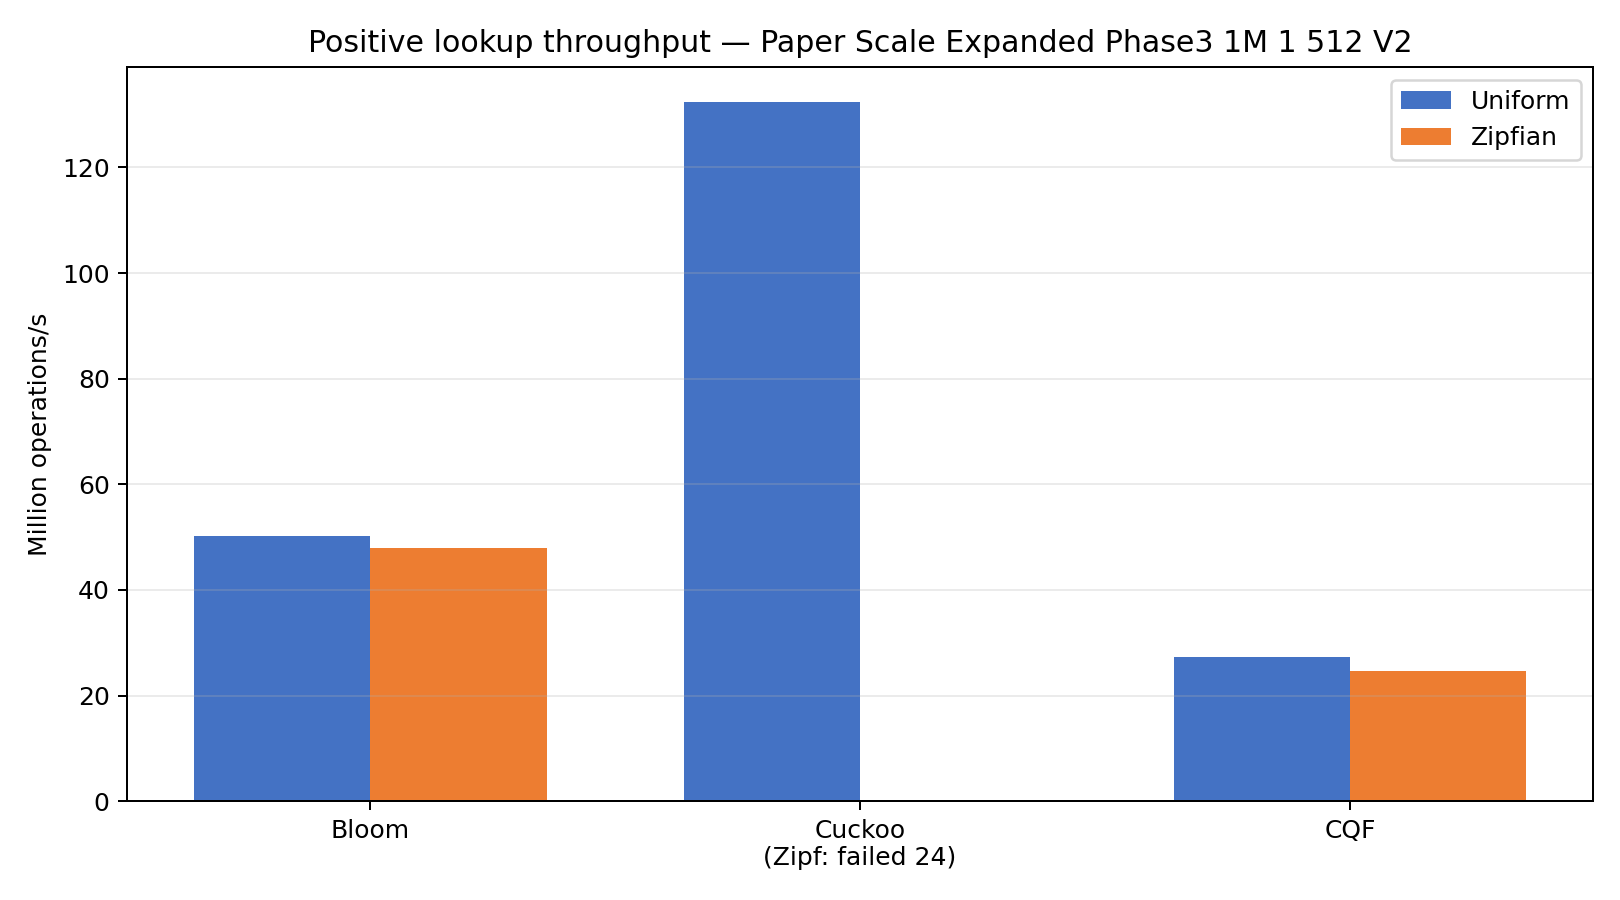 Positive lookup throughput — Paper Scale Expanded Phase3 1M 1 512 V2
Uniform
Zipfian
Million operations/s
120
100
80
60
40
20
0
Bloom
Cuckoo
(Zipf: failed 24)
CQF